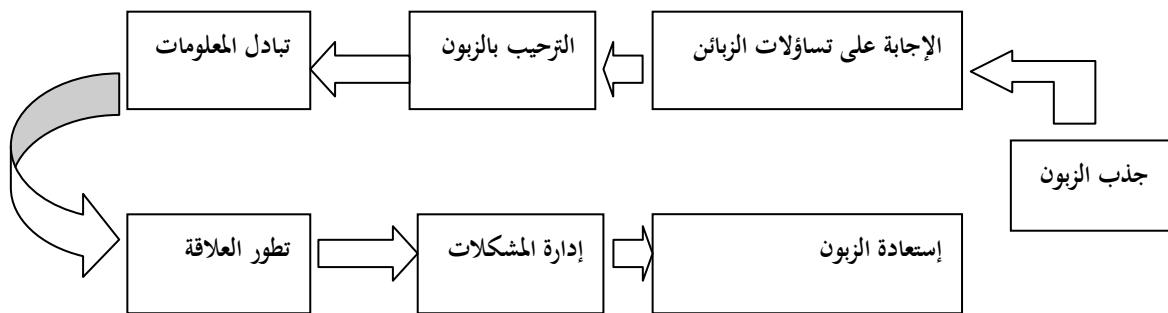 الإجابة على تساؤلات الزبائن
الترحيب بالزبون
تبادل المعلومات
جذب الزبون
تطور العلاقة
إدارة المشكلات
إستعادة الزبون